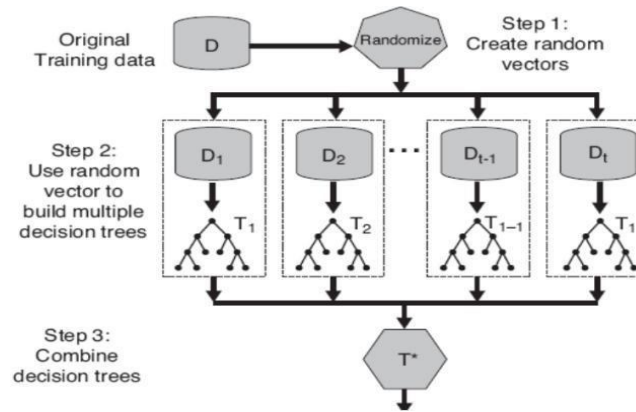 Original
Training data
D
Randomize
Step 1:
Create random
vectors
Step 2:
Use random
vector to
build multiple
decision trees
D1
D2
...
Dt-1
Dt
T1
T2
T1–1
T1
Step 3:
Combine
decision trees
T*